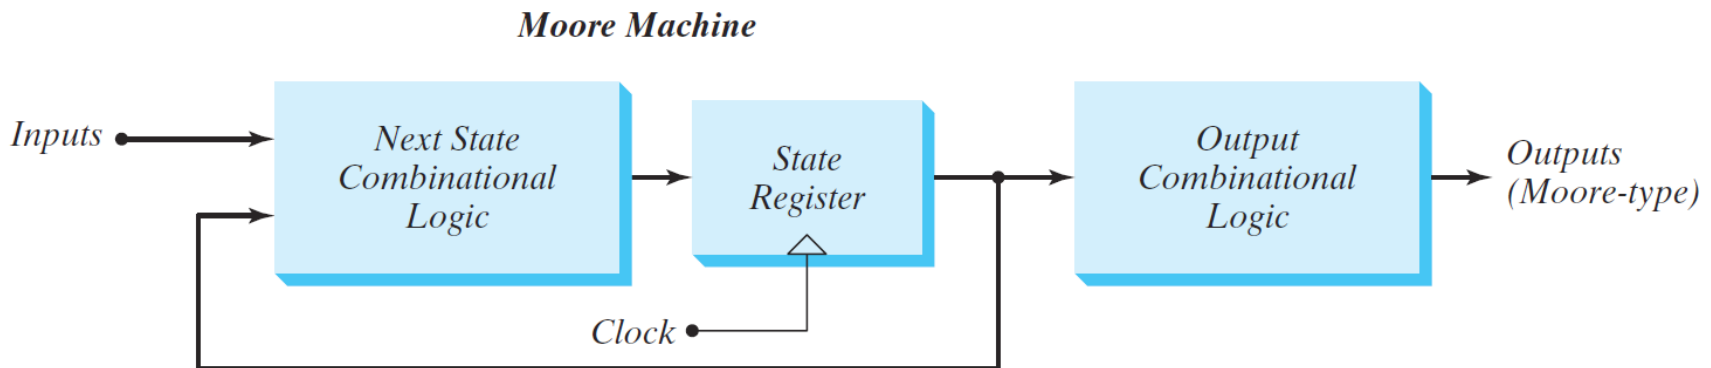 Moore Machine
Inputs
Next State
Combinational
Logic
State
Register
Clock
Output
Combinational
Logic
Outputs
(Moore-type)